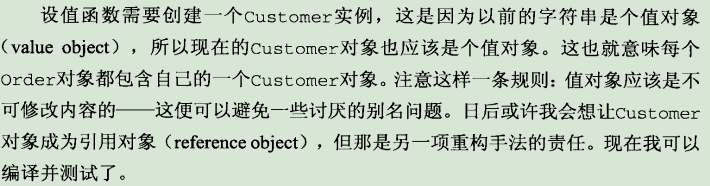 设值函数需要创建一个Customer实例，这是因为以前的字符串是个值对象
（value object），所以现在的Customer对象也应该是个值对象。这也就意味每个
Order对象都包含自己的一个Customer对象。注意这样一条规则：值对象应该是不
可修改内容的——这便可以避免一些讨厌的别名问题。日后或许我会想让Customer
对象成为引用对象（reference object），但那是另一项重构手法的责任。现在我可以
编译并测试了。